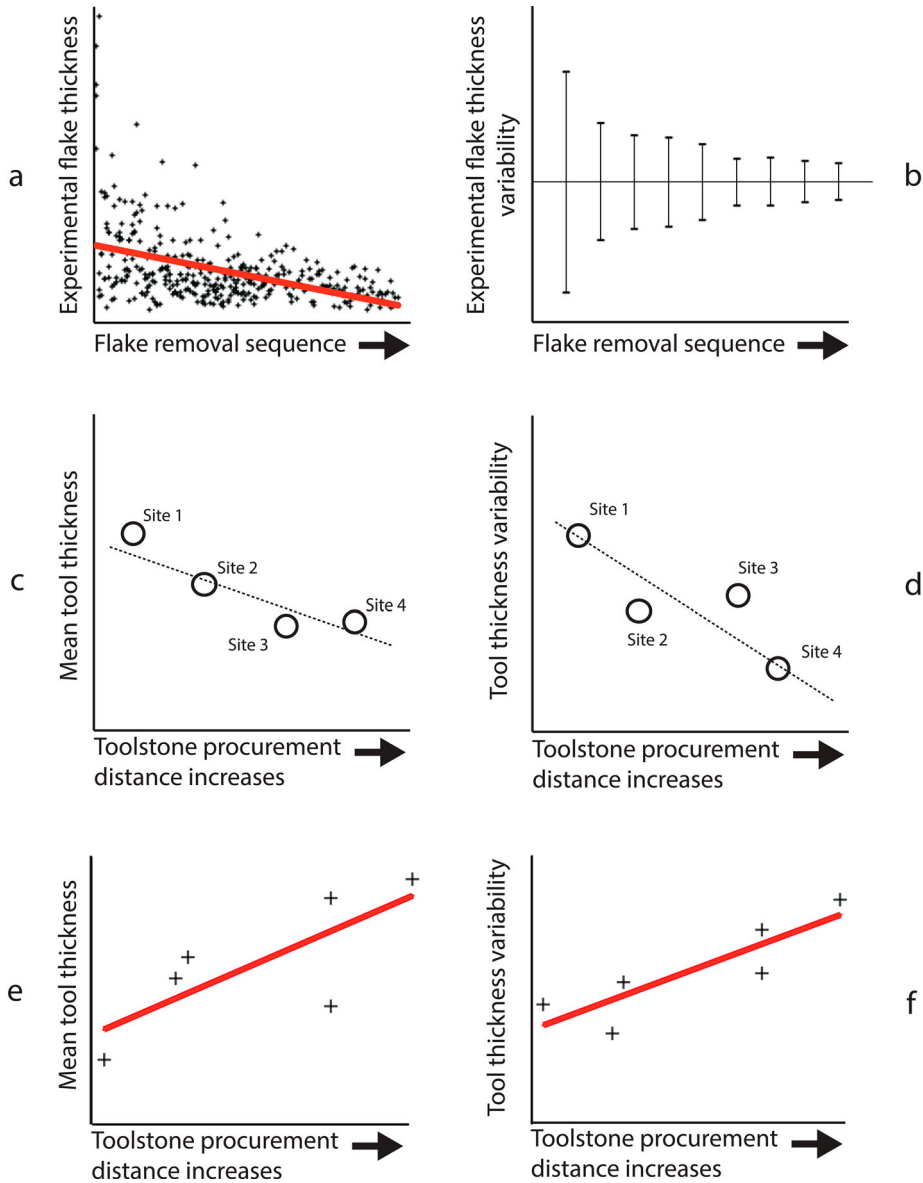 a
Experimental flake thickness
Flake removal sequence
Experimental flake thickness
variability
Flake removal sequence
b
c
Mean tool thickness
Site 1
Site 2
Site 3
Site 4
Toolstone procurement
distance increases
Tool thickness variability
Site 1
Site 2
Site 3
Site 4
Toolstone procurement
distance increases
d
e
Mean tool thickness
Toolstone procurement
distance increases
Tool thickness variability
Toolstone procurement
distance increases
f